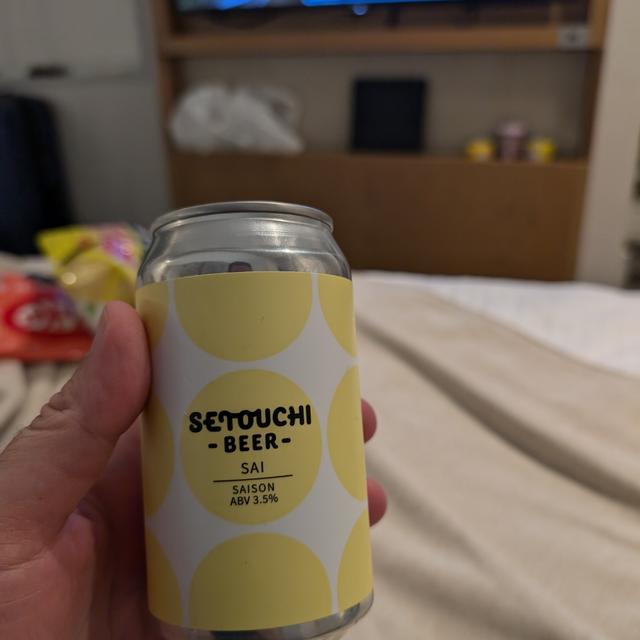 SETOUCHI
-BEER-
SAI
SAISON
ABV 3.5%